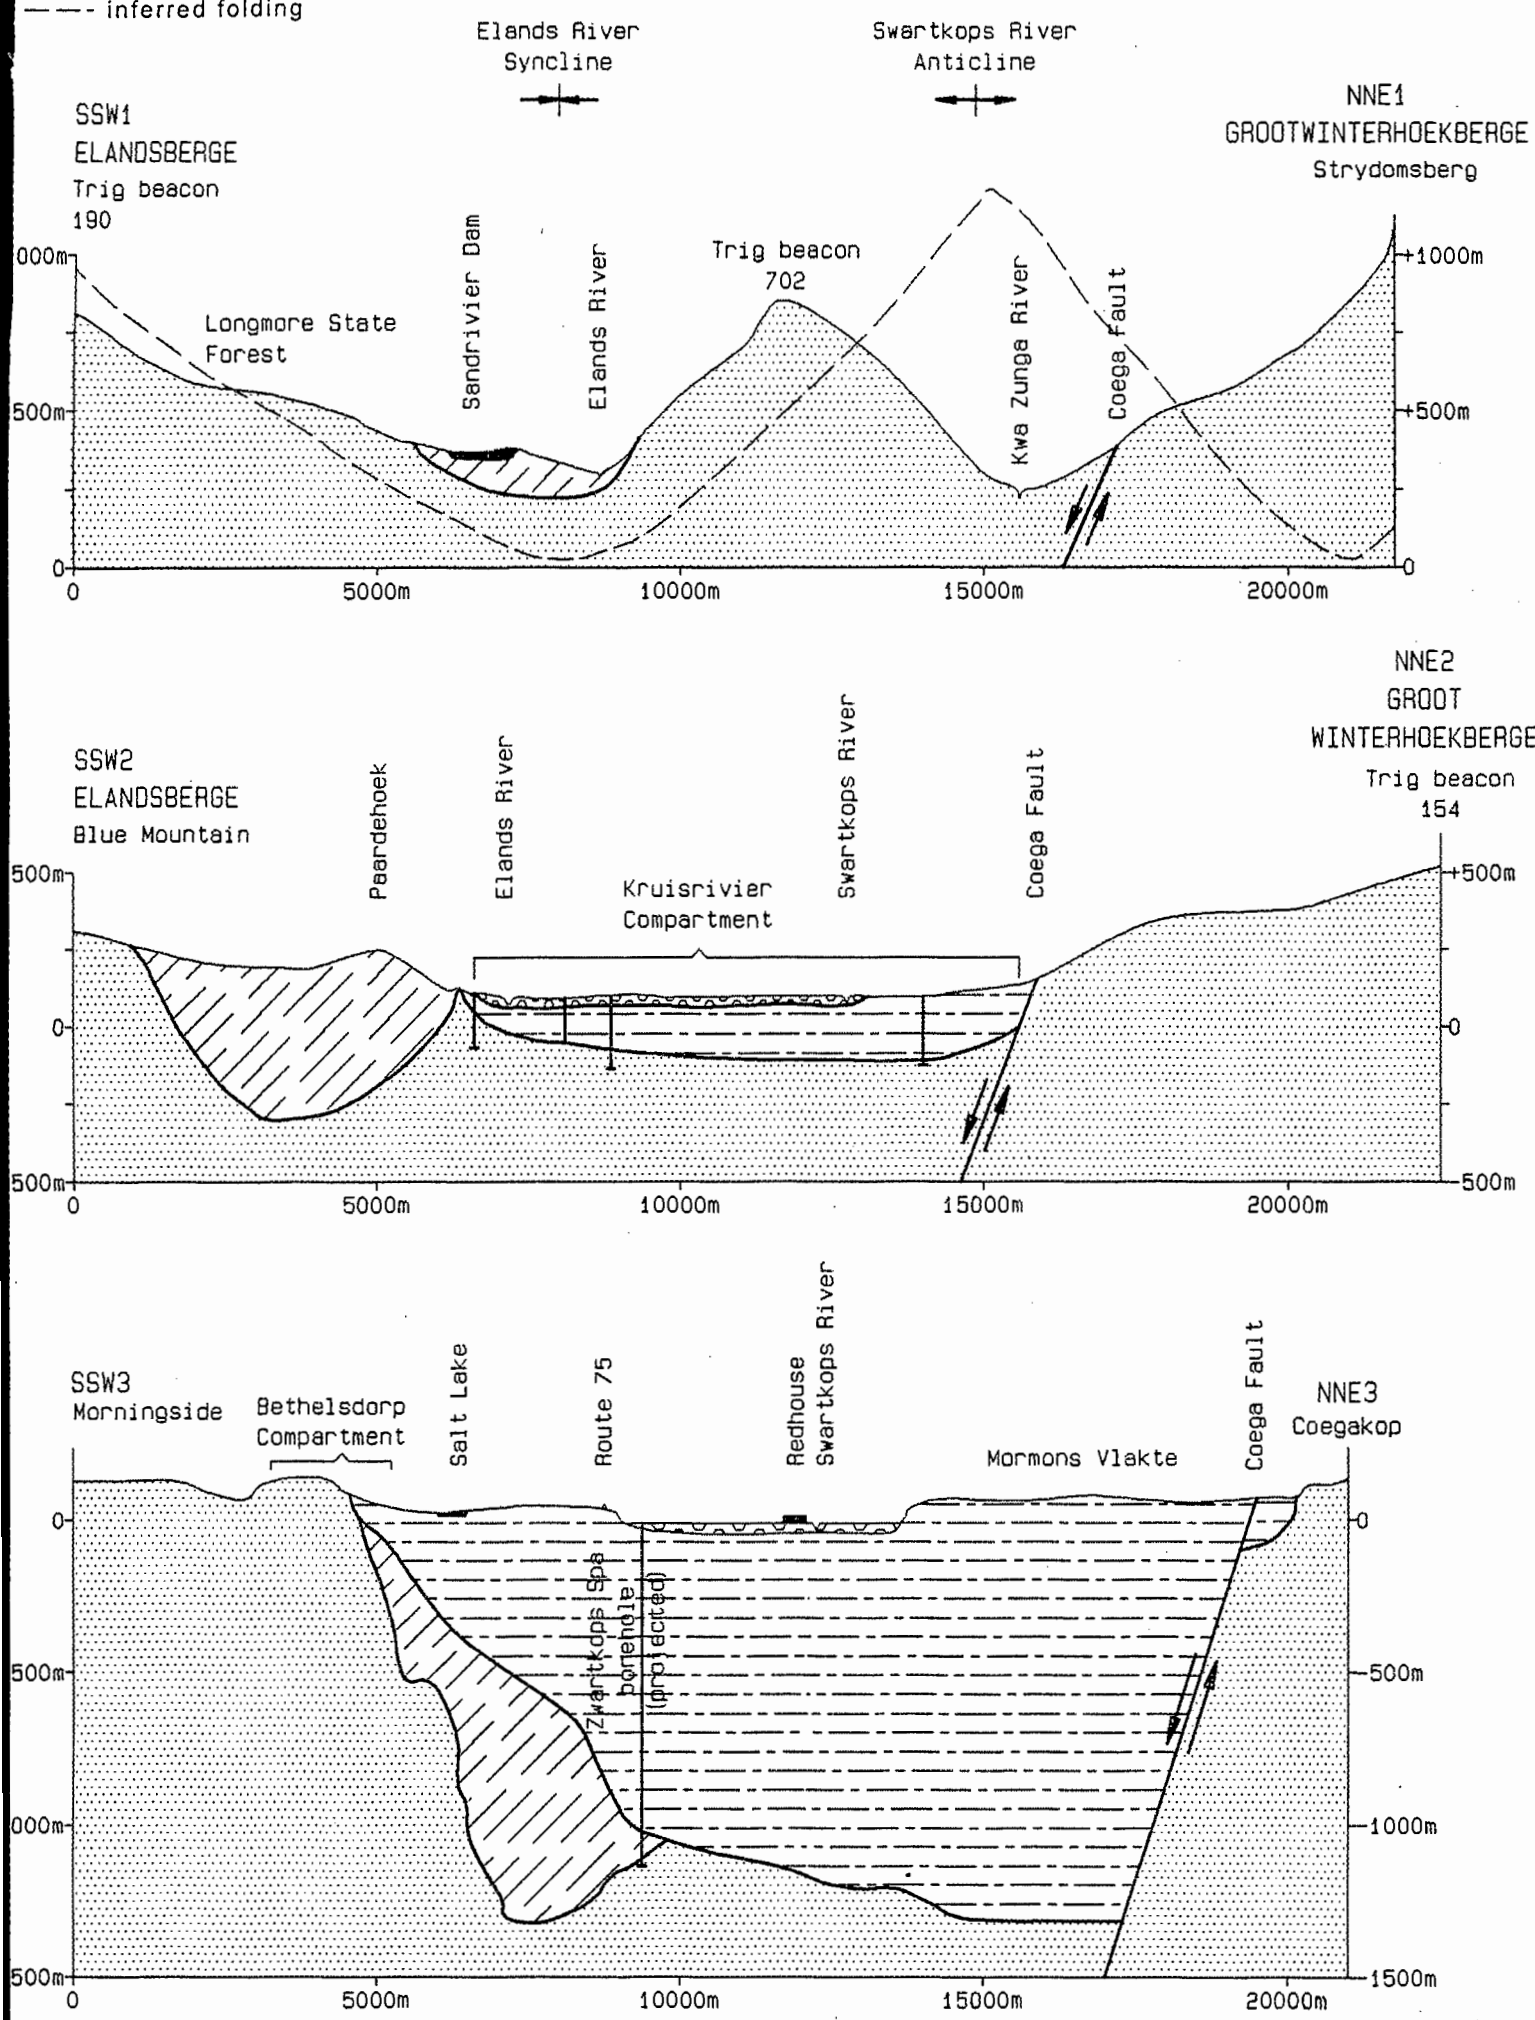 --- inferred folding
Elands River
Syncline
Swartkops River
Anticline
SSW1
ELANDSBERGE
Trig beacon
190
NNE1
GROOTWINTERHOEKBERGE
Strydomsberg
Sandrivier Dam
Elands River
Trig beacon
702
Kwa Zunga River
Coega Fault
Longmore State
Forest
000m
500m
0
+1000m
+500m
0
0
5000m
10000m
15000m
20000m
SSW2
ELANDSBERGE
Blue Mountain
Paardehoek
Elands River
Swartkops River
Coega Fault
NNE2
GROOT
WINTERHOEKBERGE
Trig beacon
154
Kruisrivier
Compartment
500m
0
500m
+500m
0
-500m
0
5000m
10000m
15000m
20000m
SSW3
Morningside
Bethelsdorp
Compartment
Salt Lake
Route 75
Redhouse
Swartkops River
Mormons Vlakte
Coega Fault
NNE3
Coegakop
Zwartkops Spa
borehole
(projected)
0
500m
000m
500m
0
-500m
-1000m
-1500m
0
5000m
10000m
15000m
20000m